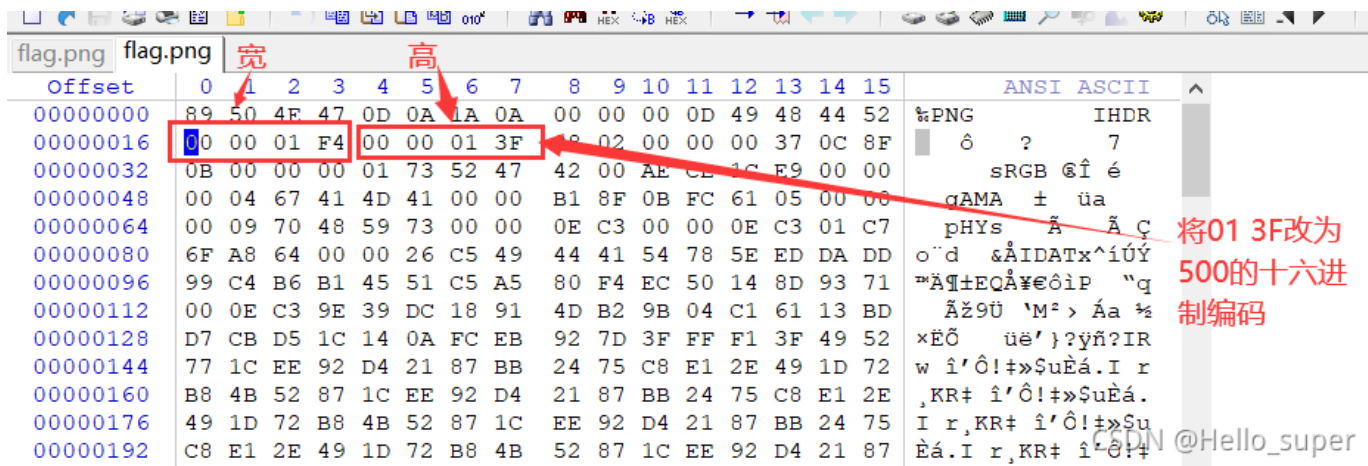 HEX HEX
flag.png flag.png 宽 高
Offset 0 1 2 3 4 5 6 7 8 9 10 11 12 13 14 15 ANSI ASCII
00000000 89 50 4E 47 0D 0A 1A 0A 00 00 00 0D 49 48 44 52 ‰PNG IHDR
00000016 00 00 01 F4 00 00 01 3F 08 02 00 00 00 37 0C 8F ô ? 7
00000032 0B 00 00 00 01 73 52 47 42 00 AE CE 1C E9 00 00 sRGB ®Î é
00000048 00 04 67 41 4D 41 00 00 B1 8F 0B FC 61 05 00 00 gAMA ± üa
00000064 00 09 70 48 59 73 00 00 0E C3 00 00 0E C3 01 C7 pHYs Ã Ã Ç
00000080 6F A8 64 00 00 26 C5 49 44 41 54 78 5E ED DA DD o¨d &ÅIDATx^íÚÝ
00000096 99 C4 B6 B1 45 51 C5 A5 80 F4 EC 50 14 8D 93 71 ™Ä¶±EQÅ¥€ôìP “q
00000112 00 0E C3 9E 39 DC 18 91 4D B2 9B 04 C1 61 13 BD Ãž9Ü ‘M²› Áa ½
00000128 D7 CB D5 1C 14 0A FC EB 92 7D 3F FF F1 3F 49 52 ×ËÕ üë’}?ÿñ?IR
00000144 77 1C EE 92 D4 21 87 BB 24 75 C8 E1 2E 49 1D 72 w î’Ô!‡»$uÈá.I r
00000160 B8 4B 52 87 1C EE 92 D4 21 87 BB 24 75 C8 E1 2E ¸KR‡ î’Ô!‡»$uÈá.
00000176 49 1D 72 B8 4B 52 87 1C EE 92 D4 21 87 BB 24 75 I r¸KR‡ î’Ô!‡»$u
00000192 C8 E1 2E 49 1D 72 B8 4B 52 87 1C EE 92 D4 21 87 Èá.I r¸KR‡ î’Ô!‡
将01 3F改为
500的十六进
制编码
CSDN @Hello_super